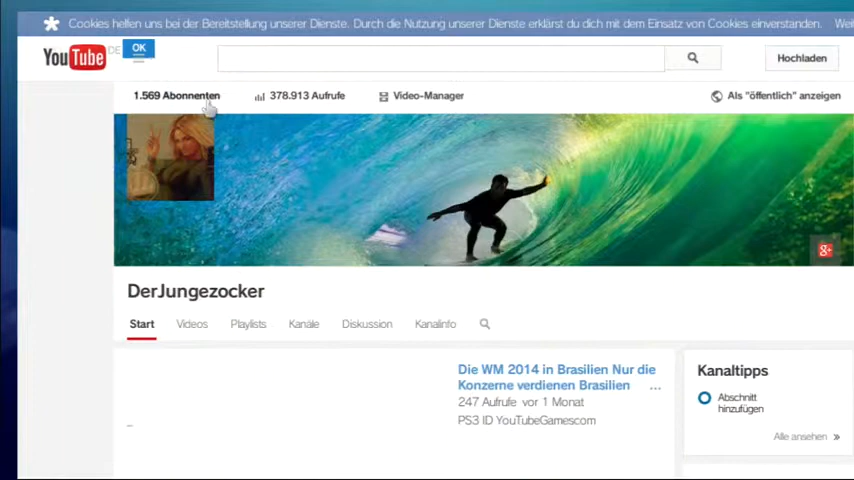 Cookies helfen uns bei der Bereitstellung unserer Dienste. Durch die Nutzung unserer Dienste erklärst du dich mit dem Einsatz von Cookies einverstanden. Wei
OK
YouTube DE
Hochladen
1.569 Abonnenten 378.913 Aufrufe Video-Manager Als "öffentlich" anzeigen
g+
DerJungezocker
Start Videos Playlists Kanäle Diskussion Kanalinfo
Die WM 2014 in Brasilien Nur die
Konzerne verdienen Brasilien ...
247 Aufrufe vor 1 Monat
PS3 ID YouTubeGamescom
Kanaltipps
Abschnitt
hinzufügen
Alle ansehen »